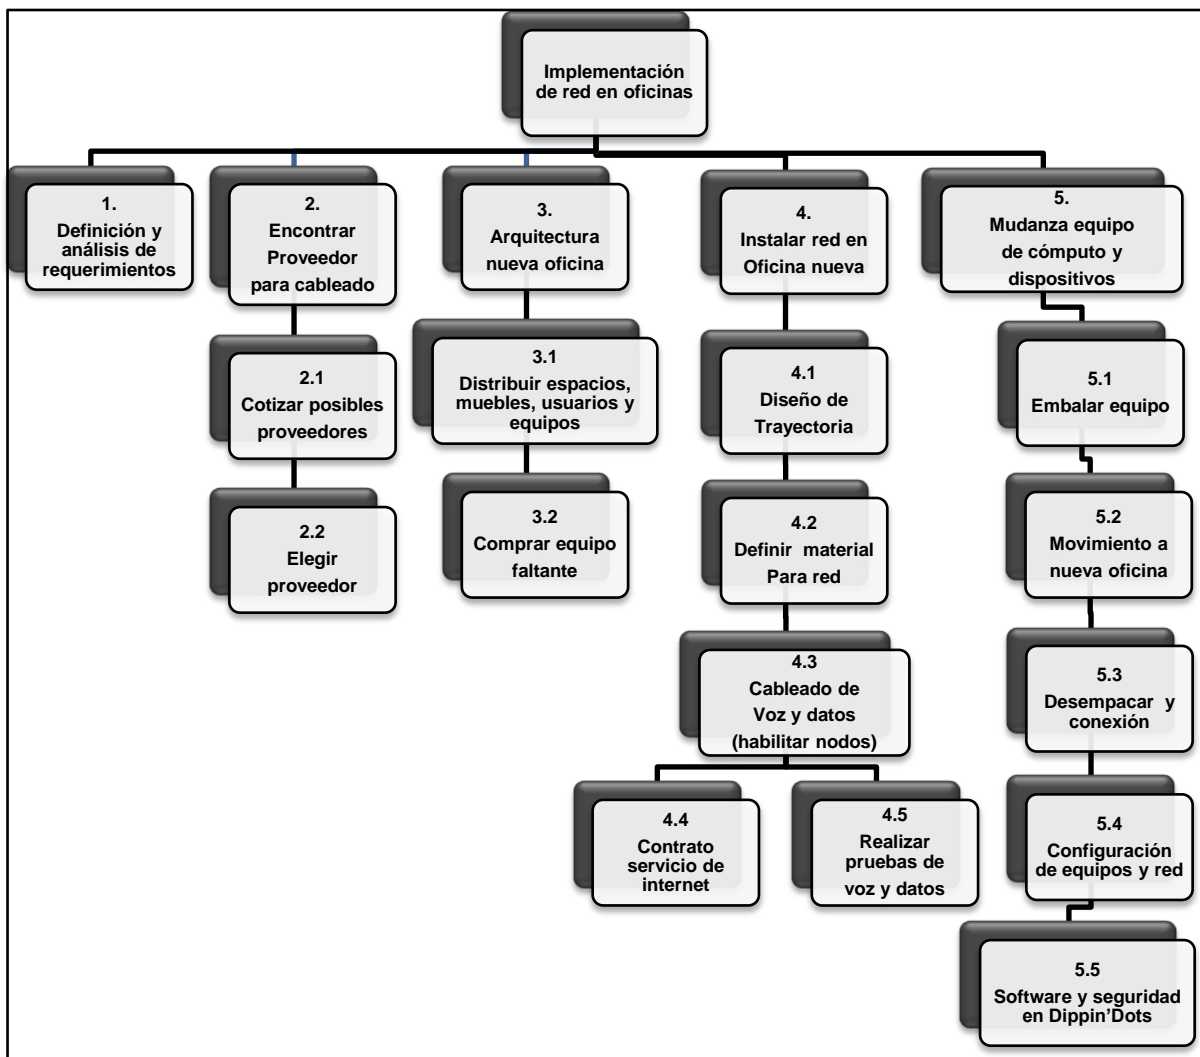 Implementación
de red en oficinas
1.
Definición y
análisis de
requerimientos
2.
Encontrar
Proveedor
para cableado
3.
Arquitectura
nueva oficina
4.
Instalar red en
Oficina nueva
5.
Mudanza equipo
de cómputo y
dispositivos
2.1
Cotizar posibles
proveedores
2.2
Elegir
proveedor
3.1
Distribuir espacios,
muebles, usuarios y
equipos
3.2
Comprar equipo
faltante
4.1
Diseño de
Trayectoria
4.2
Definir material
Para red
4.3
Cableado de
Voz y datos
(habilitar nodos)
4.4
Contrato
servicio de
internet
4.5
Realizar
pruebas de
voz y datos
5.1
Embalar equipo
5.2
Movimiento a
nueva oficina
5.3
Desempacar y
conexión
5.4
Configuración
de equipos y red
5.5
Software y seguridad
en Dippin’Dots